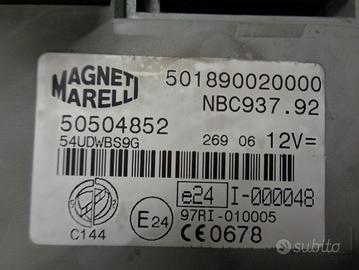 MAGNETI
MARELLI
501890020000
NBC937.92
50504852
54UDWBS9G
269 06 12V=
e24 I-000048
97RI-010005
E24
C144
CE0678
subito